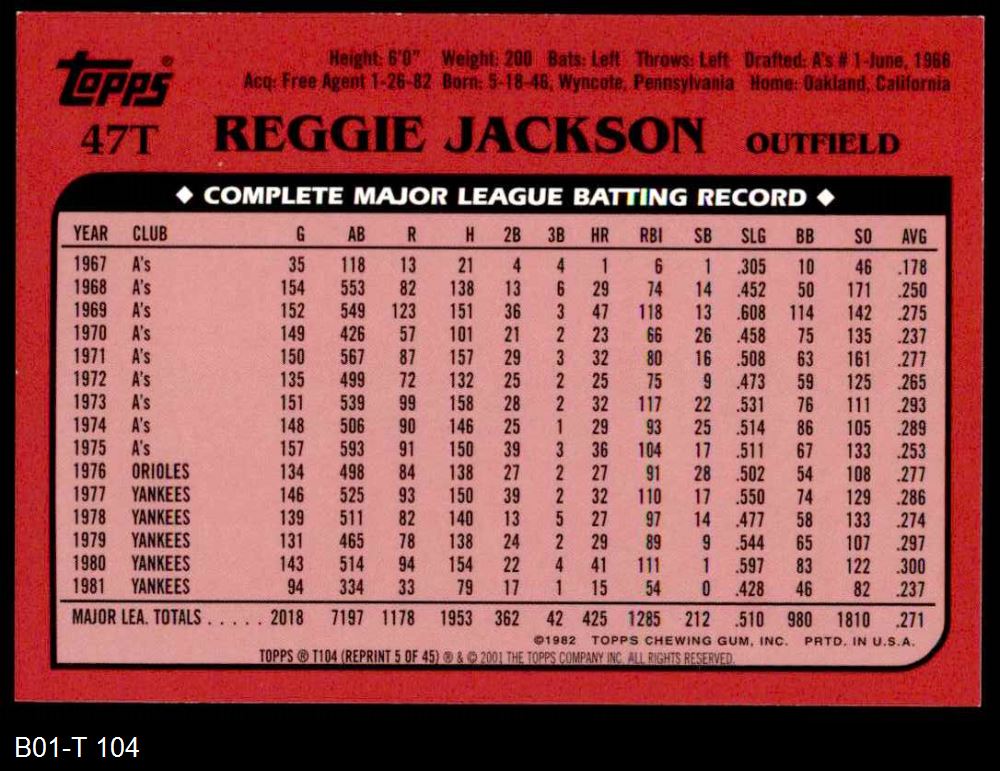 Topps®
Height: 6'0" Weight: 200 Bats: Left Throws: Left Drafted: A's # 1-June, 1966
Acq: Free Agent 1-26-82 Born: 5-18-46, Wyncote, Pennsylvania Home: Oakland, California
47T REGGIE JACKSON OUTFIELD
◆ COMPLETE MAJOR LEAGUE BATTING RECORD ◆
YEAR CLUB G AB R H 2B 3B HR RBI SB SLG BB SO AVG
1967 A's 35 118 13 21 4 4 1 6 1 .305 10 46 .178
1968 A's 154 553 82 138 13 6 29 74 14 .452 50 171 .250
1969 A's 152 549 123 151 36 3 47 118 13 .608 114 142 .275
1970 A's 149 426 57 101 21 2 23 66 26 .458 75 135 .237
1971 A's 150 567 87 157 29 3 32 80 16 .508 63 161 .277
1972 A's 135 499 72 132 25 2 25 75 9 .473 59 125 .265
1973 A's 151 539 99 158 28 2 32 117 22 .531 76 111 .293
1974 A's 148 506 90 146 25 1 29 93 25 .514 86 105 .289
1975 A's 157 593 91 150 39 3 36 104 17 .511 67 133 .253
1976 ORIOLES 134 498 84 138 27 2 27 91 28 .502 54 108 .277
1977 YANKEES 146 525 93 150 39 2 32 110 17 .550 74 129 .286
1978 YANKEES 139 511 82 140 13 5 27 97 14 .477 58 133 .274
1979 YANKEES 131 465 78 138 24 2 29 89 9 .544 65 107 .297
1980 YANKEES 143 514 94 154 22 4 41 111 1 .597 83 122 .300
1981 YANKEES 94 334 33 79 17 1 15 54 0 .428 46 82 .237
MAJOR LEA. TOTALS . . . . . 2018 7197 1178 1953 362 42 425 1285 212 .510 980 1810 .271
©1982 TOPPS CHEWING GUM, INC. PRTD. IN U.S.A.
TOPPS ® T104 (REPRINT 5 OF 45) ® & © 2001 THE TOPPS COMPANY INC. ALL RIGHTS RESERVED.
B01-T 104